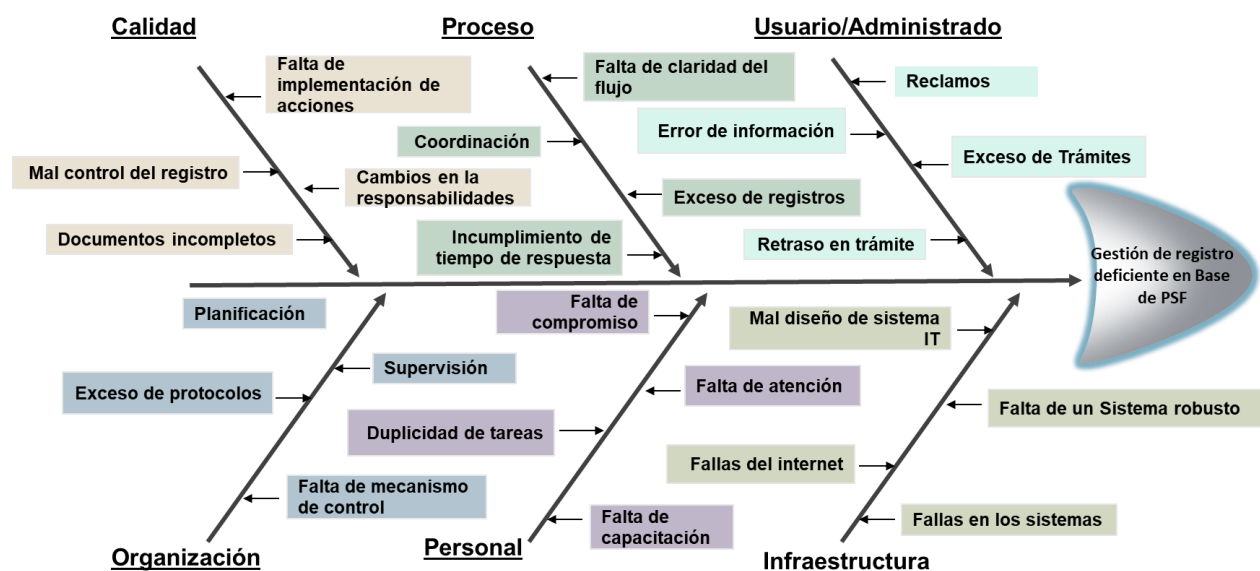 Calidad
Proceso
Usuario/Administrado
Falta de
implementación de
acciones
Mal control del registro
Cambios en la
responsabilidades
Documentos incompletos
Falta de claridad del
flujo
Coordinación
Exceso de registros
Incumplimiento de
tiempo de respuesta
Reclamos
Error de información
Exceso de Trámites
Retraso en trámite
Gestión de registro
deficiente en Base
de PSF
Planificación
Supervisión
Exceso de protocolos
Falta de mecanismo
de control
Falta de
compromiso
Falta de atención
Duplicidad de tareas
Falta de
capacitación
Mal diseño de sistema
IT
Falta de un Sistema robusto
Fallas del internet
Fallas en los sistemas
Organización
Personal
Infraestructura